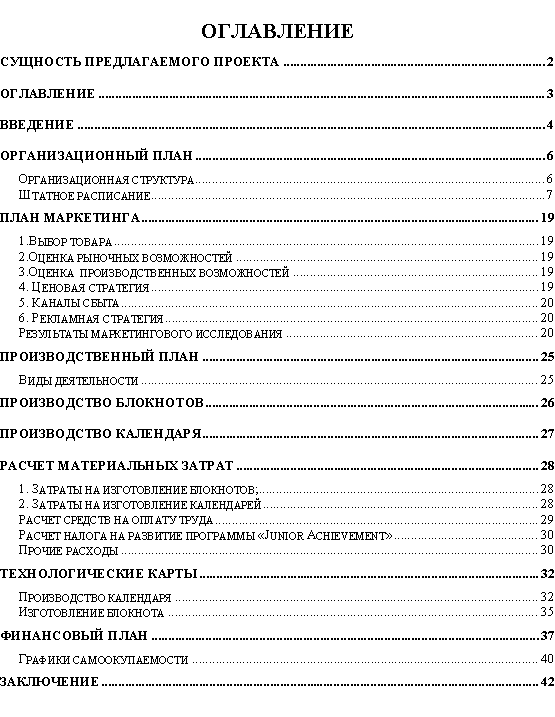 ОГЛАВЛЕНИЕ
СУЩНОСТЬ ПРЕДЛАГАЕМОГО ПРОЕКТА ........ 2
ОГЛАВЛЕНИЕ ........ 3
ВВЕДЕНИЕ ........ 4
ОРГАНИЗАЦИОННЫЙ ПЛАН ........ 6
Организационная структура ........ 6
Штатное расписание ........ 7
ПЛАН МАРКЕТИНГА ........ 19
1.Выбор товара ........ 19
2.Оценка рыночных возможностей ........ 19
3.Оценка производственных возможностей ........ 19
4. Ценовая стратегия ........ 19
5. Каналы сбыта ........ 20
6. Рекламная стратегия ........ 20
Результаты маркетингового исследования ........ 20
ПРОИЗВОДСТВЕННЫЙ ПЛАН ........ 25
Виды деятельности ........ 25
ПРОИЗВОДСТВО БЛОКНОТОВ ........ 26
ПРОИЗВОДСТВО КАЛЕНДАРЯ ........ 27
РАСЧЕТ МАТЕРИАЛЬНЫХ ЗАТРАТ ........ 28
1. Затраты на изготовление блокнотов; ........ 28
2. Затраты на изготовление календарей ........ 28
Расчет средств на оплату труда ........ 29
Расчет налога на развитие программы «Junior Achievement» ........ 30
Прочие расходы ........ 30
ТЕХНОЛОГИЧЕСКИЕ КАРТЫ ........ 32
Производство календаря ........ 32
Изготовление блокнота ........ 35
ФИНАНСОВЫЙ ПЛАН ........ 37
Графики самоокупаемости ........ 40
ЗАКЛЮЧЕНИЕ ........ 42